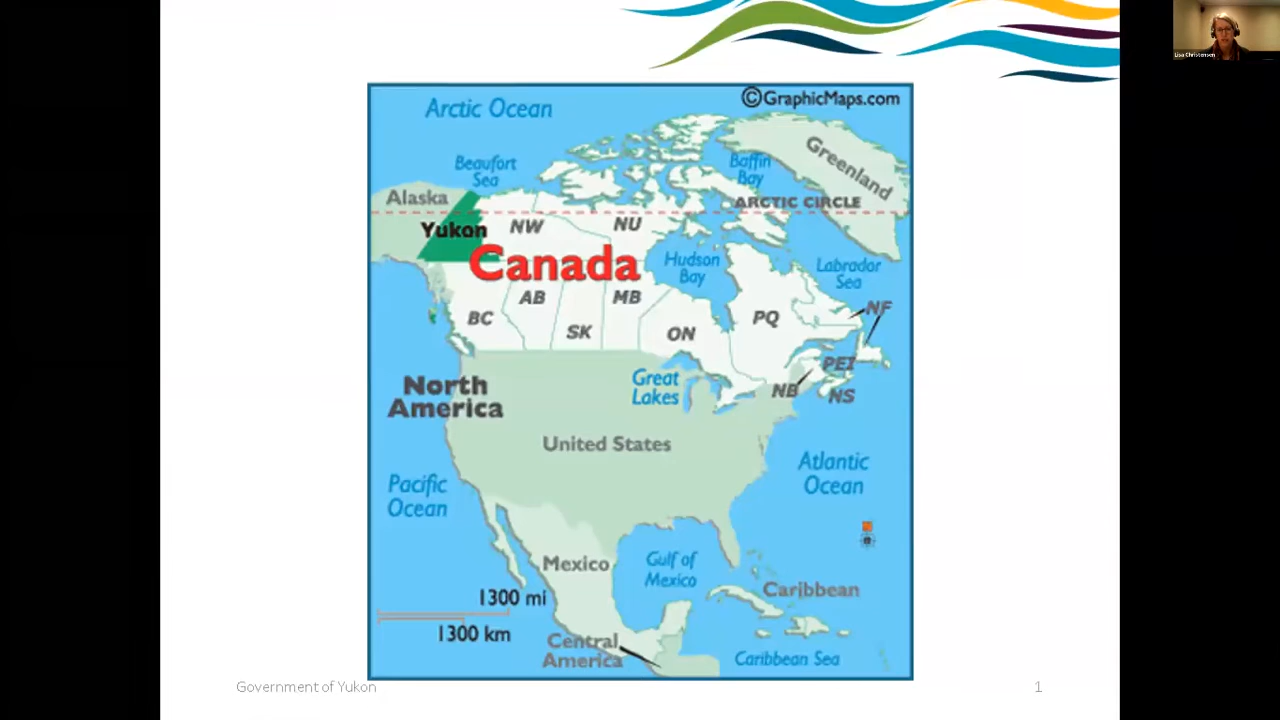 Lisa Christensen
©GraphicMaps.com
Arctic Ocean
Greenland
Baffin
Bay
Beaufort
Sea
Alaska
ARCTIC CIRCLE
Yukon
NW
NU
Canada
Hudson
Bay
Labrador
Sea
AB
MB
NF
BC
SK
ON
PQ
PEI
NB
NS
Great
Lakes
North
America
United States
Atlantic
Ocean
Pacific
Ocean
Mexico
Gulf of
Mexico
Caribbean
1300 mi
1300 km
Central
America
Caribbean Sea
Government of Yukon
1